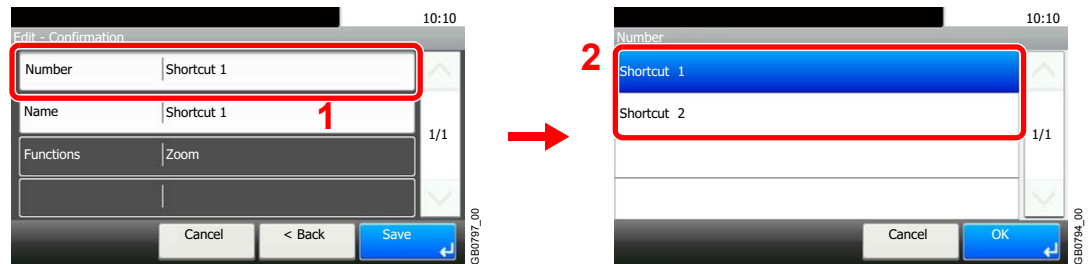 10:10
Edit - Confirmation
Number Shortcut 1
Name Shortcut 1
1
1/1
Functions Zoom
Cancel < Back Save
GB0797_00
10:10
Number
2
Shortcut 1
Shortcut 2
1/1
Cancel OK
GB0794_00